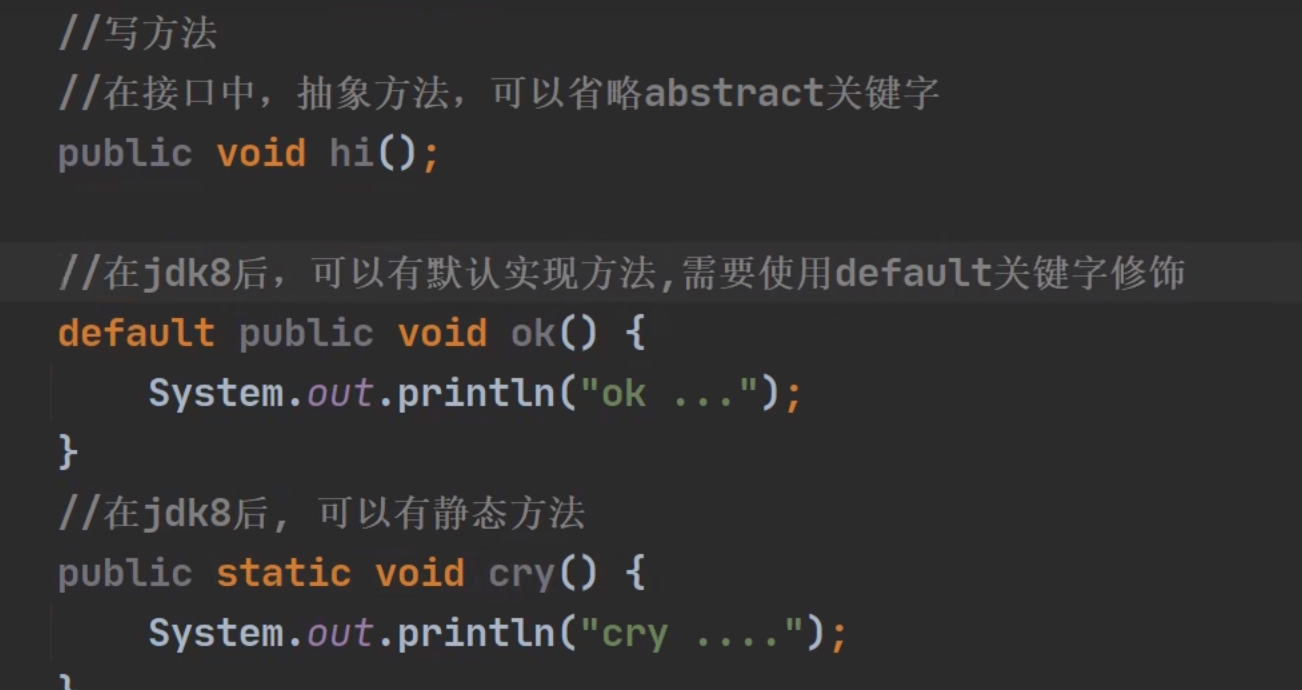 //写方法
//在接口中，抽象方法，可以省略abstract关键字
public void hi();
//在jdk8后，可以有默认实现方法,需要使用default关键字修饰
default public void ok() {
System.out.println("ok ...");
}
//在jdk8后, 可以有静态方法
public static void cry() {
System.out.println("cry ....");
}